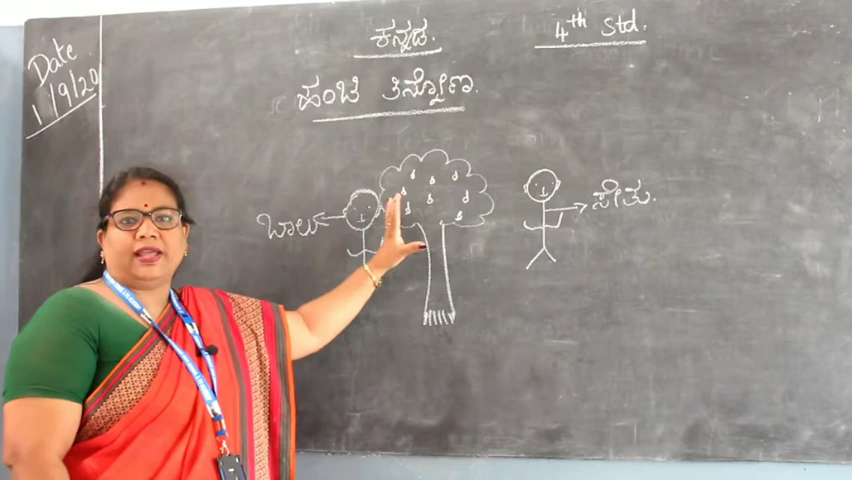 Date
1/9/20
ಕನ್ನಡ
4th Std.
ಹಂಚಿ ತಿನ್ನೋಣ.
ಬಾಲು
ಸೇತು.